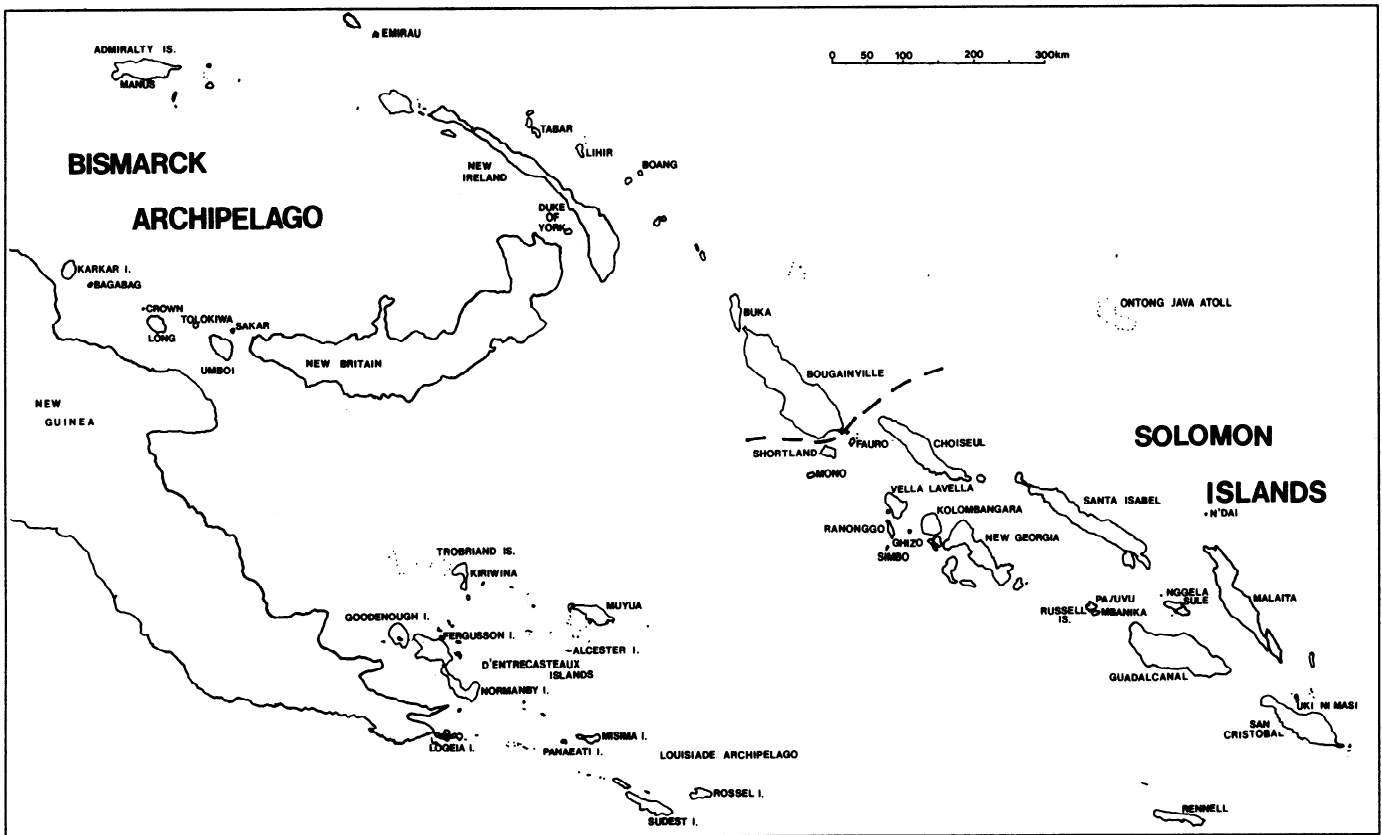 EMIRAU
ADMIRALTY IS.
MANUS
0 50 100 200 300km
TABAR
LIHIR
BOANG
NEW
IRELAND
BISMARCK
ARCHIPELAGO
DUKE
OF
YORK
KARKAR I.
BAGABAG
CROWN
LONG
TOLOKIWA
SAKAR
UMBOI
NEW BRITAIN
NEW
GUINEA
BUKA
BOUGAINVILLE
ONTONG JAVA ATOLL
SOLOMON
ISLANDS
SHORTLAND
FAURO
MONO
CHOISEUL
VELLA LAVELLA
KOLOMBANGARA
RANONGGO
GHIZO
SIMBO
NEW GEORGIA
SANTA ISABEL
N'DAI
PAVUVU
MBANIKA
RUSSELL
IS.
NGGELA
SULE
MALAITA
GUADALCANAL
UKI NI MASI
SAN
CRISTOBAL
RENNELL
TROBRIAND IS.
KIRIWINA
GOODENOUGH I.
FERGUSSON I.
MUYUA
ALCESTER I.
D'ENTRECASTEAUX
ISLANDS
NORMANBY I.
LOGEIA I.
PANAEATI I.
MISIMA I.
LOUISIADE ARCHIPELAGO
ROSSEL I.
SUDEST I.